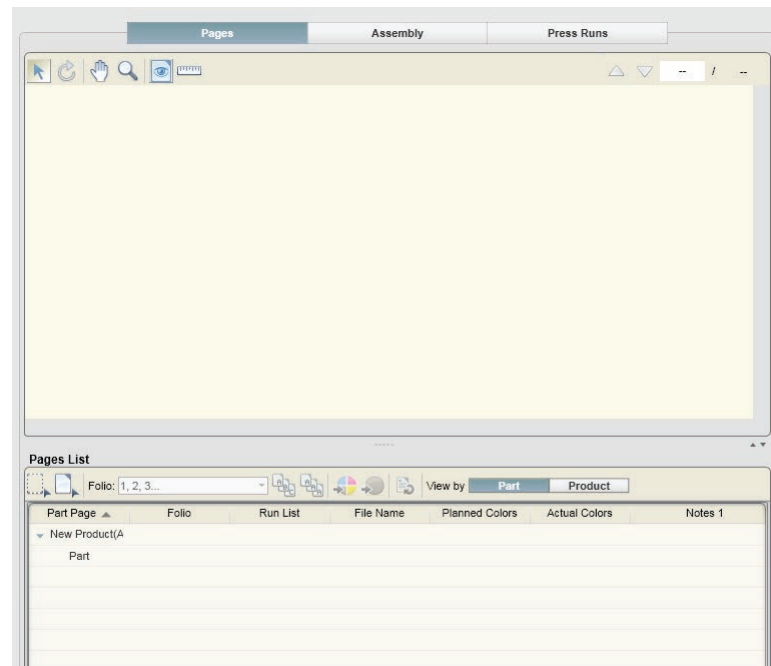 Pages Assembly Press Runs
-- / --
Pages List
Folio: 1, 2, 3... View by Part Product
Part Page Folio Run List File Name Planned Colors Actual Colors Notes 1
New Product(A
Part